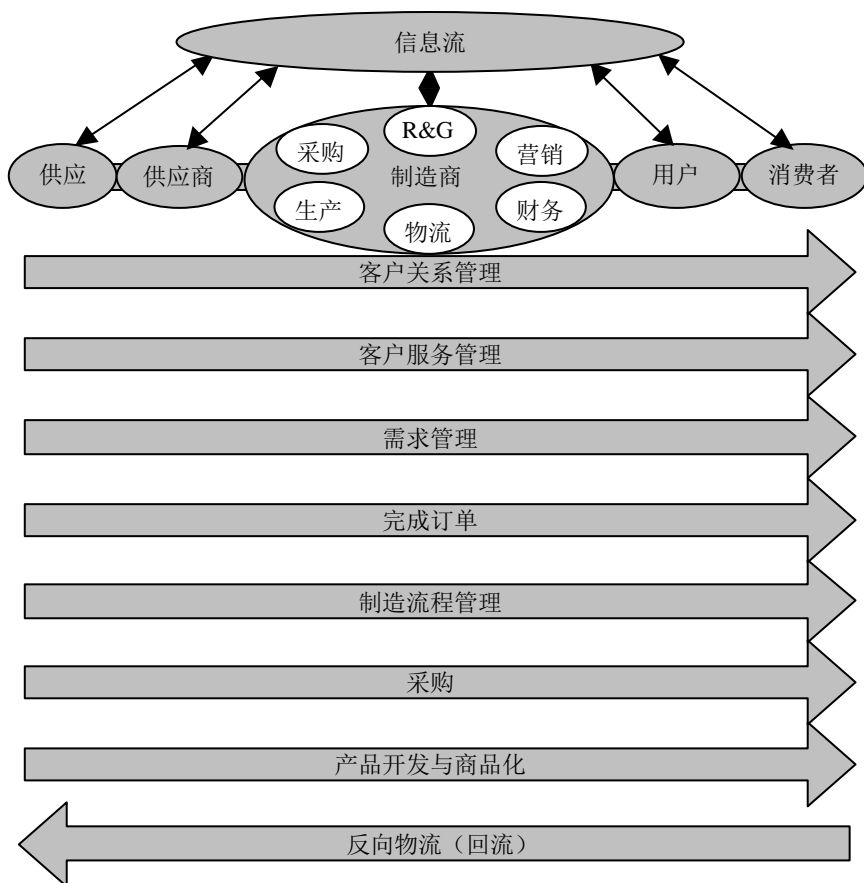 信息流
R&G
采购
营销
供应
供应商
制造商
用户
消费者
生产
物流
财务
客户关系管理
客户服务管理
需求管理
完成订单
制造流程管理
采购
产品开发与商品化
反向物流（回流）